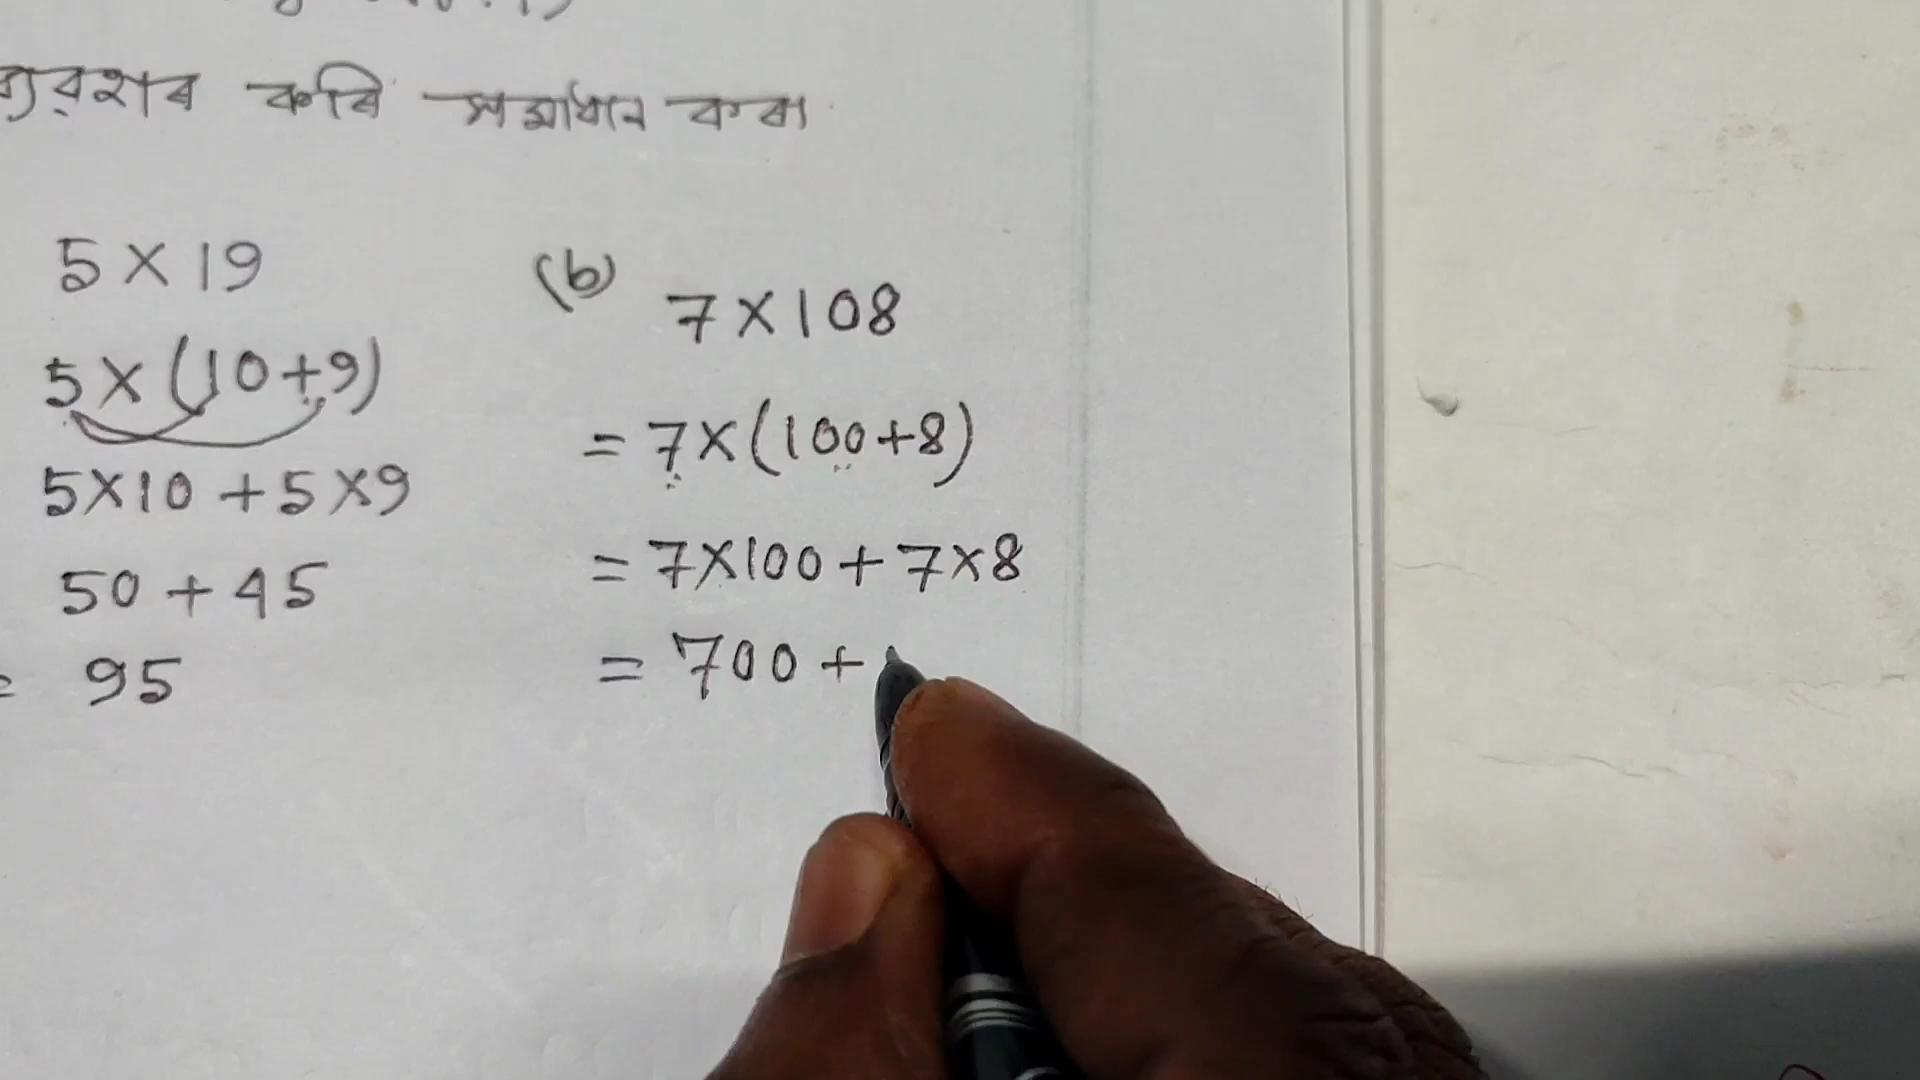 ব্যৱহাৰ কৰি সমাধান কৰা
5 × 19
5 × (10+9)
5×10 + 5×9
50 + 45
= 95
(b) 7 × 108
= 7×(100+8)
= 7×100 + 7×8
= 700 +